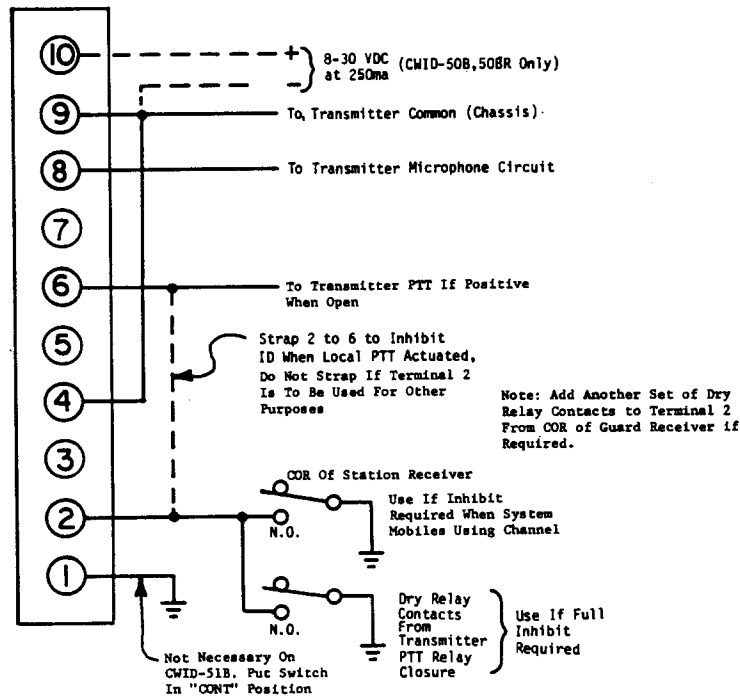 10
+
8-30 VDC
at 250ma
(CWID-50B,50BR Only)
-
9
To, Transmitter Common (Chassis)
8
To Transmitter Microphone Circuit
7
6
To Transmitter PTT If Positive
When Open
5
Strap 2 to 6 to Inhibit
ID When Local PTT Actuated,
Do Not Strap If Terminal 2
Is To Be Used For Other
Purposes
4
Note: Add Another Set of Dry
Relay Contacts to Terminal 2
From COR of Guard Receiver if
Required.
3
COR Of Station Receiver
2
N.O.
Use If Inhibit
Required When System
Mobiles Using Channel
1
N.O.
Dry Relay
Contacts
From
Transmitter
PTT Relay
Closure
Use If Full
Inhibit
Required
Not Necessary On
CWID-51B. Put Switch
In "CONT" Position